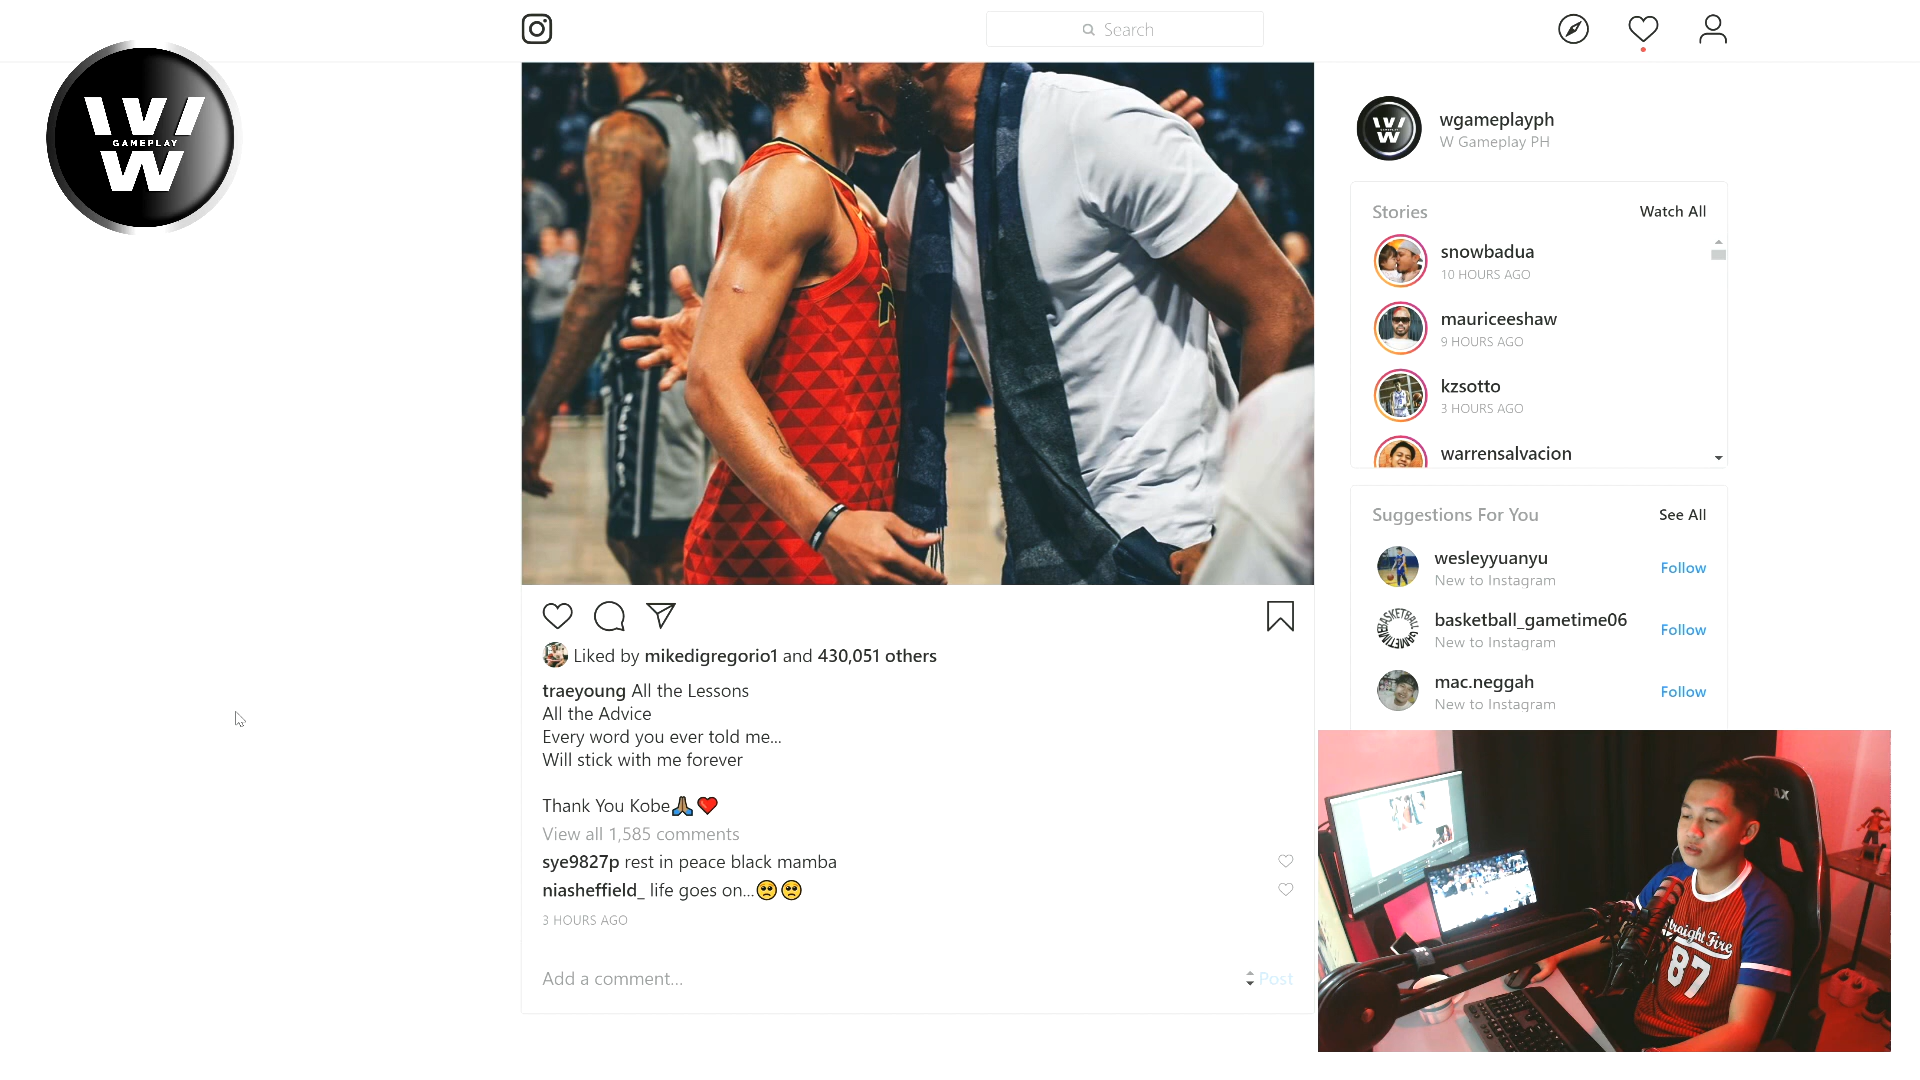 Search
GAMEPLAY
W
wgameplayph
W Gameplay PH
Stories
Watch All
snowbadua
10 HOURS AGO
mauriceeshaw
9 HOURS AGO
kzsotto
3 HOURS AGO
warrensalvacion
Suggestions For You
See All
wesleyyuanyu
New to Instagram
Follow
basketball_gametime06
New to Instagram
Follow
mac.neggah
New to Instagram
Follow
Liked by mikedigregorio1 and 430,051 others
traeyoung All the Lessons
All the Advice
Every word you ever told me...
Will stick with me forever
Thank You Kobe🙏🏾❤️
View all 1,585 comments
sye9827p rest in peace black mamba
niasheffield_ life goes on...🥺🥺
3 HOURS AGO
Add a comment...
Post
Straight Fire
87